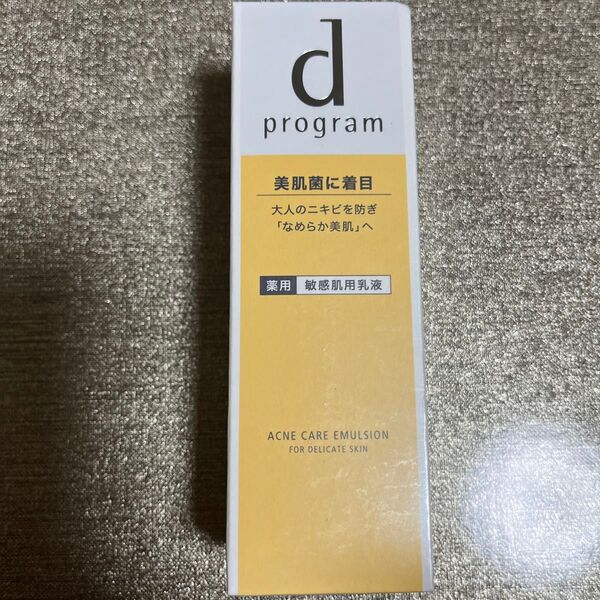 d
program
美肌菌に着目
大人のニキビを防ぎ
「なめらか美肌」へ
薬用 敏感肌用乳液
ACNE CARE EMULSION
FOR DELICATE SKIN